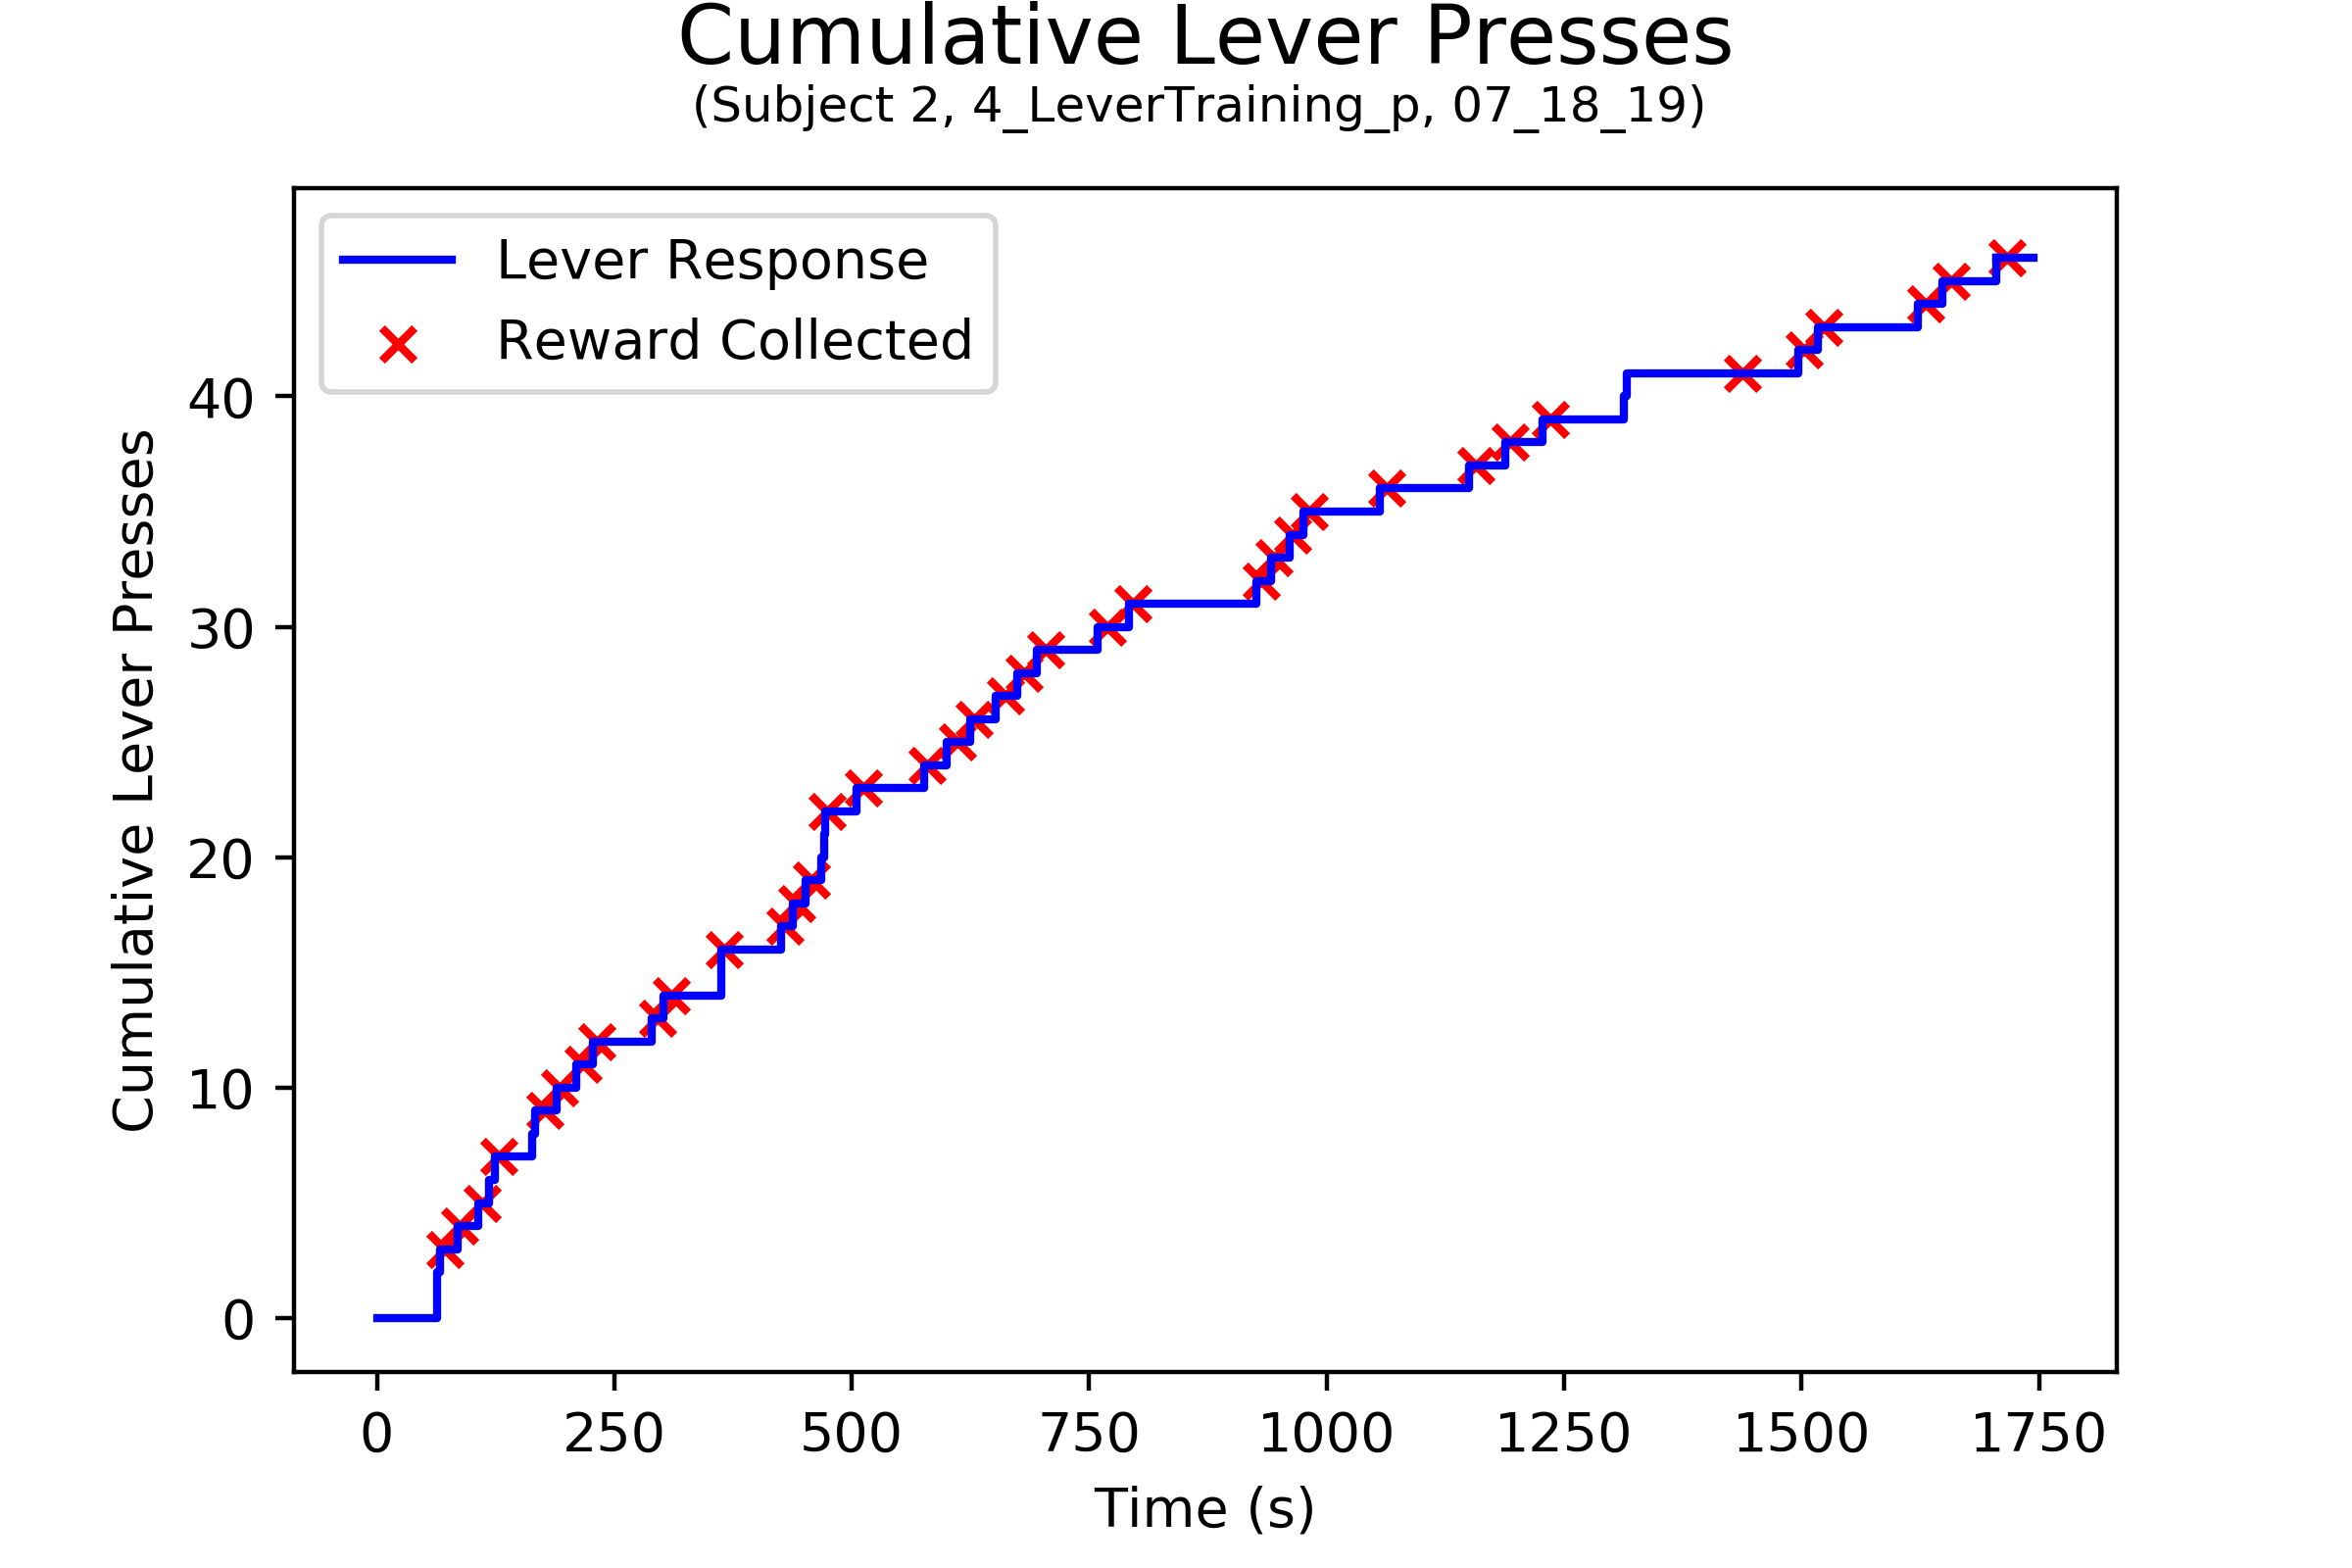 Cumulative Lever Presses
(Subject 2, 4_LeverTraining_p, 07_18_19)
Lever Response
Reward Collected
Cumulative Lever Presses
40
30
20
10
0
0 250 500 750 1000 1250 1500 1750
Time (s)